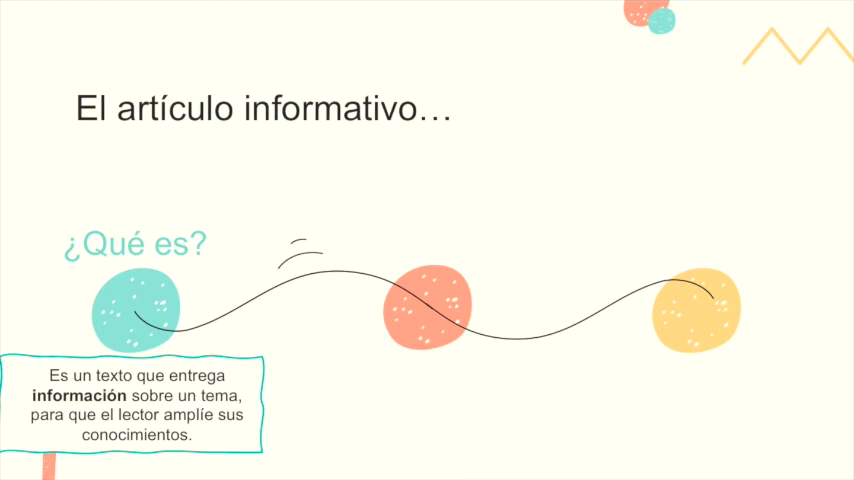 El artículo informativo…
¿Qué es?
Es un texto que entrega
información sobre un tema,
para que el lector amplíe sus
conocimientos.